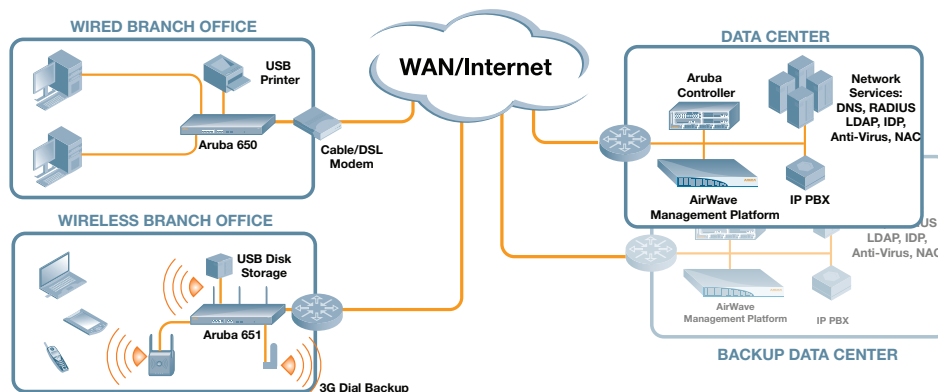 WIRED BRANCH OFFICE
USB
Printer
Aruba 650
Cable/DSL
Modem
WAN/Internet
DATA CENTER
Aruba
Controller
Network
Services:
DNS, RADIUS
LDAP, IDP,
Anti-Virus, NAC
AirWave
Management Platform
IP PBX
WIRELESS BRANCH OFFICE
USB Disk
Storage
Aruba 651
3G Dial Backup
LDAP, IDP,
Anti-Virus, NAC
AirWave
Management Platform
IP PBX
BACKUP DATA CENTER